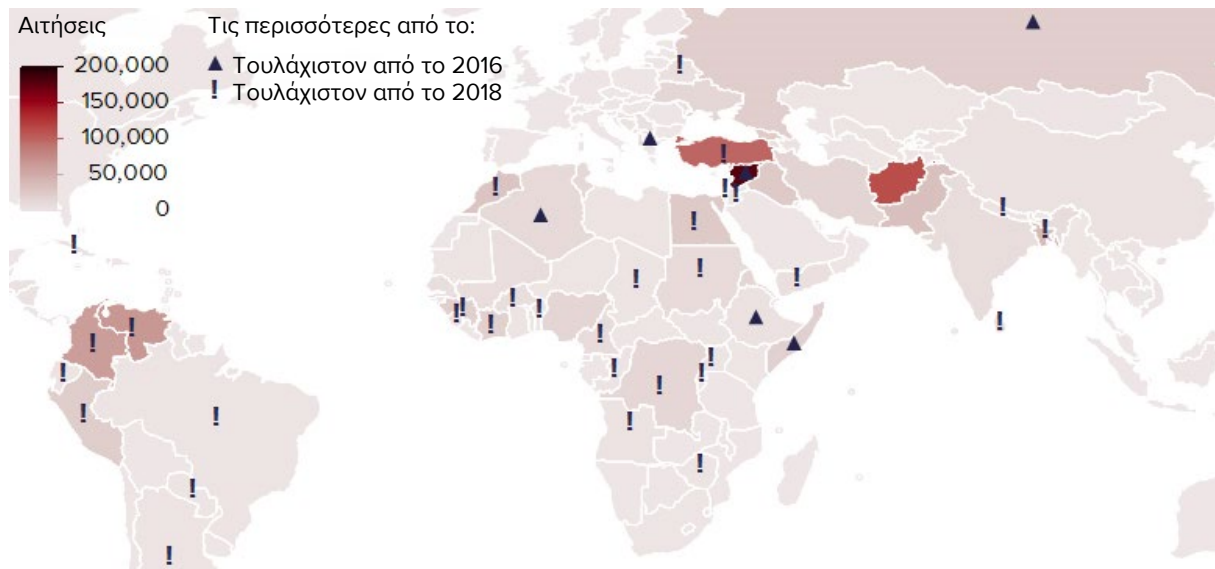 Αιτήσεις
200,000
150,000
100,000
50,000
0
Τις περισσότερες από το:
▲ Τουλάχιστον από το 2016
! Τουλάχιστον από το 2018